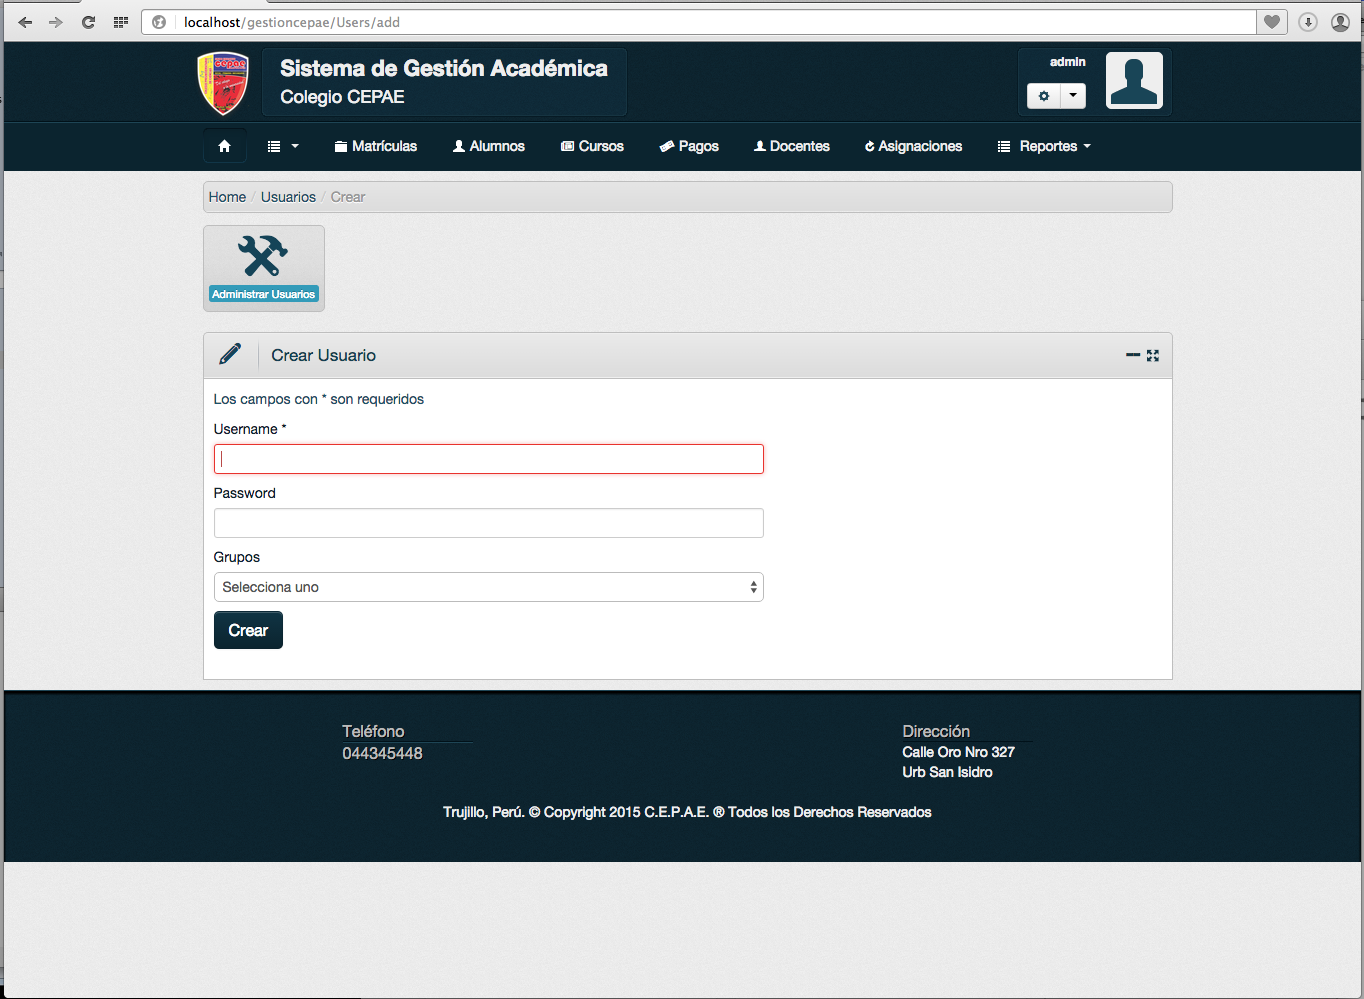 localhost/gestioncepae/Users/add
cepae
Sistema de Gestión Académica
Colegio CEPAE
admin
Matrículas Alumnos Cursos Pagos Docentes Asignaciones Reportes
Home / Usuarios / Crear
Administrar Usuarios
Crear Usuario
Los campos con * son requeridos
Username *
Password
Grupos
Selecciona uno
Crear
Teléfono
044345448
Dirección
Calle Oro Nro 327
Urb San Isidro
Trujillo, Perú. © Copyright 2015 C.E.P.A.E. ® Todos los Derechos Reservados